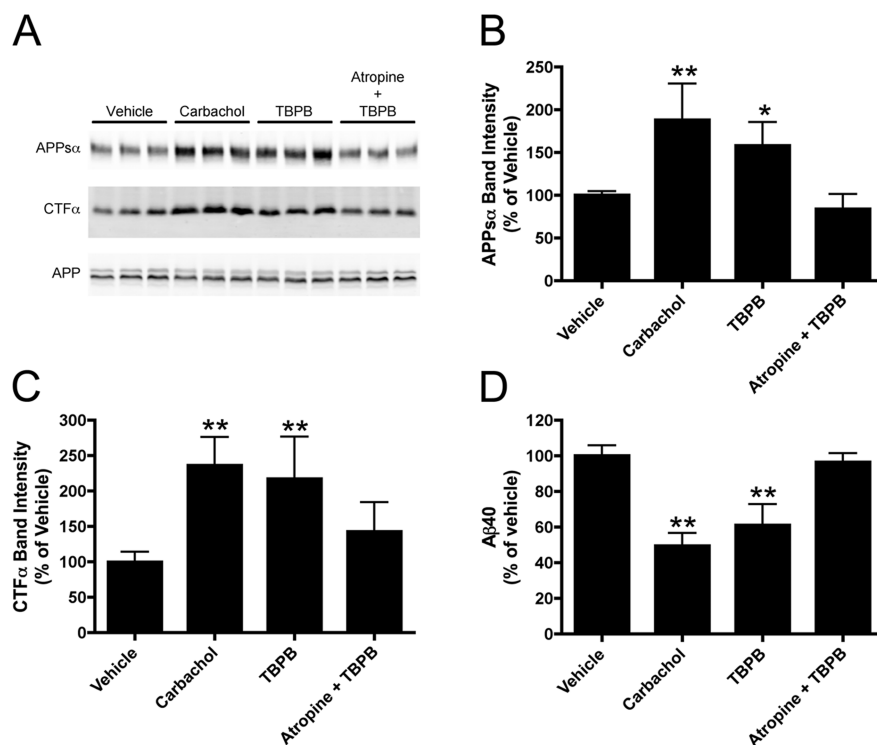 A
Atropine
+
Vehicle Carbachol TBPB TBPB
APPsα
CTFα
APP
B
APPsα Band Intensity
(% of Vehicle)
250
200
150
100
50
0
**
*
Vehicle
Carbachol
TBPB
Atropine + TBPB
C
CTFα Band Intensity
(% of Vehicle)
300
250
200
150
100
50
0
**
**
Vehicle
Carbachol
TBPB
Atropine + TBPB
D
Aβ40
(% of vehicle)
120
100
80
60
40
20
0
**
**
Vehicle
Carbachol
TBPB
Atropine + TBPB